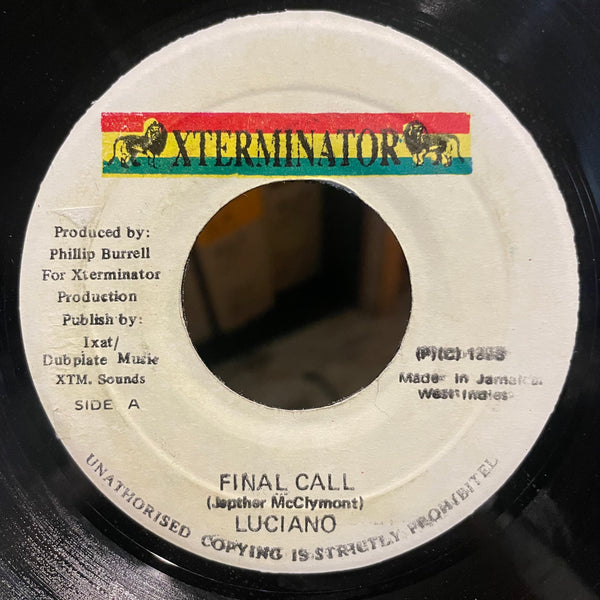 XTERMINATOR
Produced by:
Phillip Burrell
For Xterminator
Production
Publish by:
Ixat/
Dubplate Music
XTM. Sounds
SIDE A
(P)(C)
Made in Jamaica.
West Indies
FINAL CALL
(Jepther McClymont)
LUCIANO
UNATHORISED COPYING IS STRICTLY PROHIBITEL